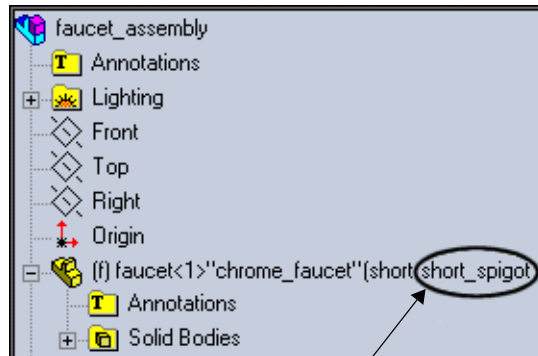 faucet_assembly
T Annotations
Lighting
Front
Top
Right
Origin
(f) faucet<1>"chrome_faucet"(short short_spigot
T Annotations
Solid Bodies